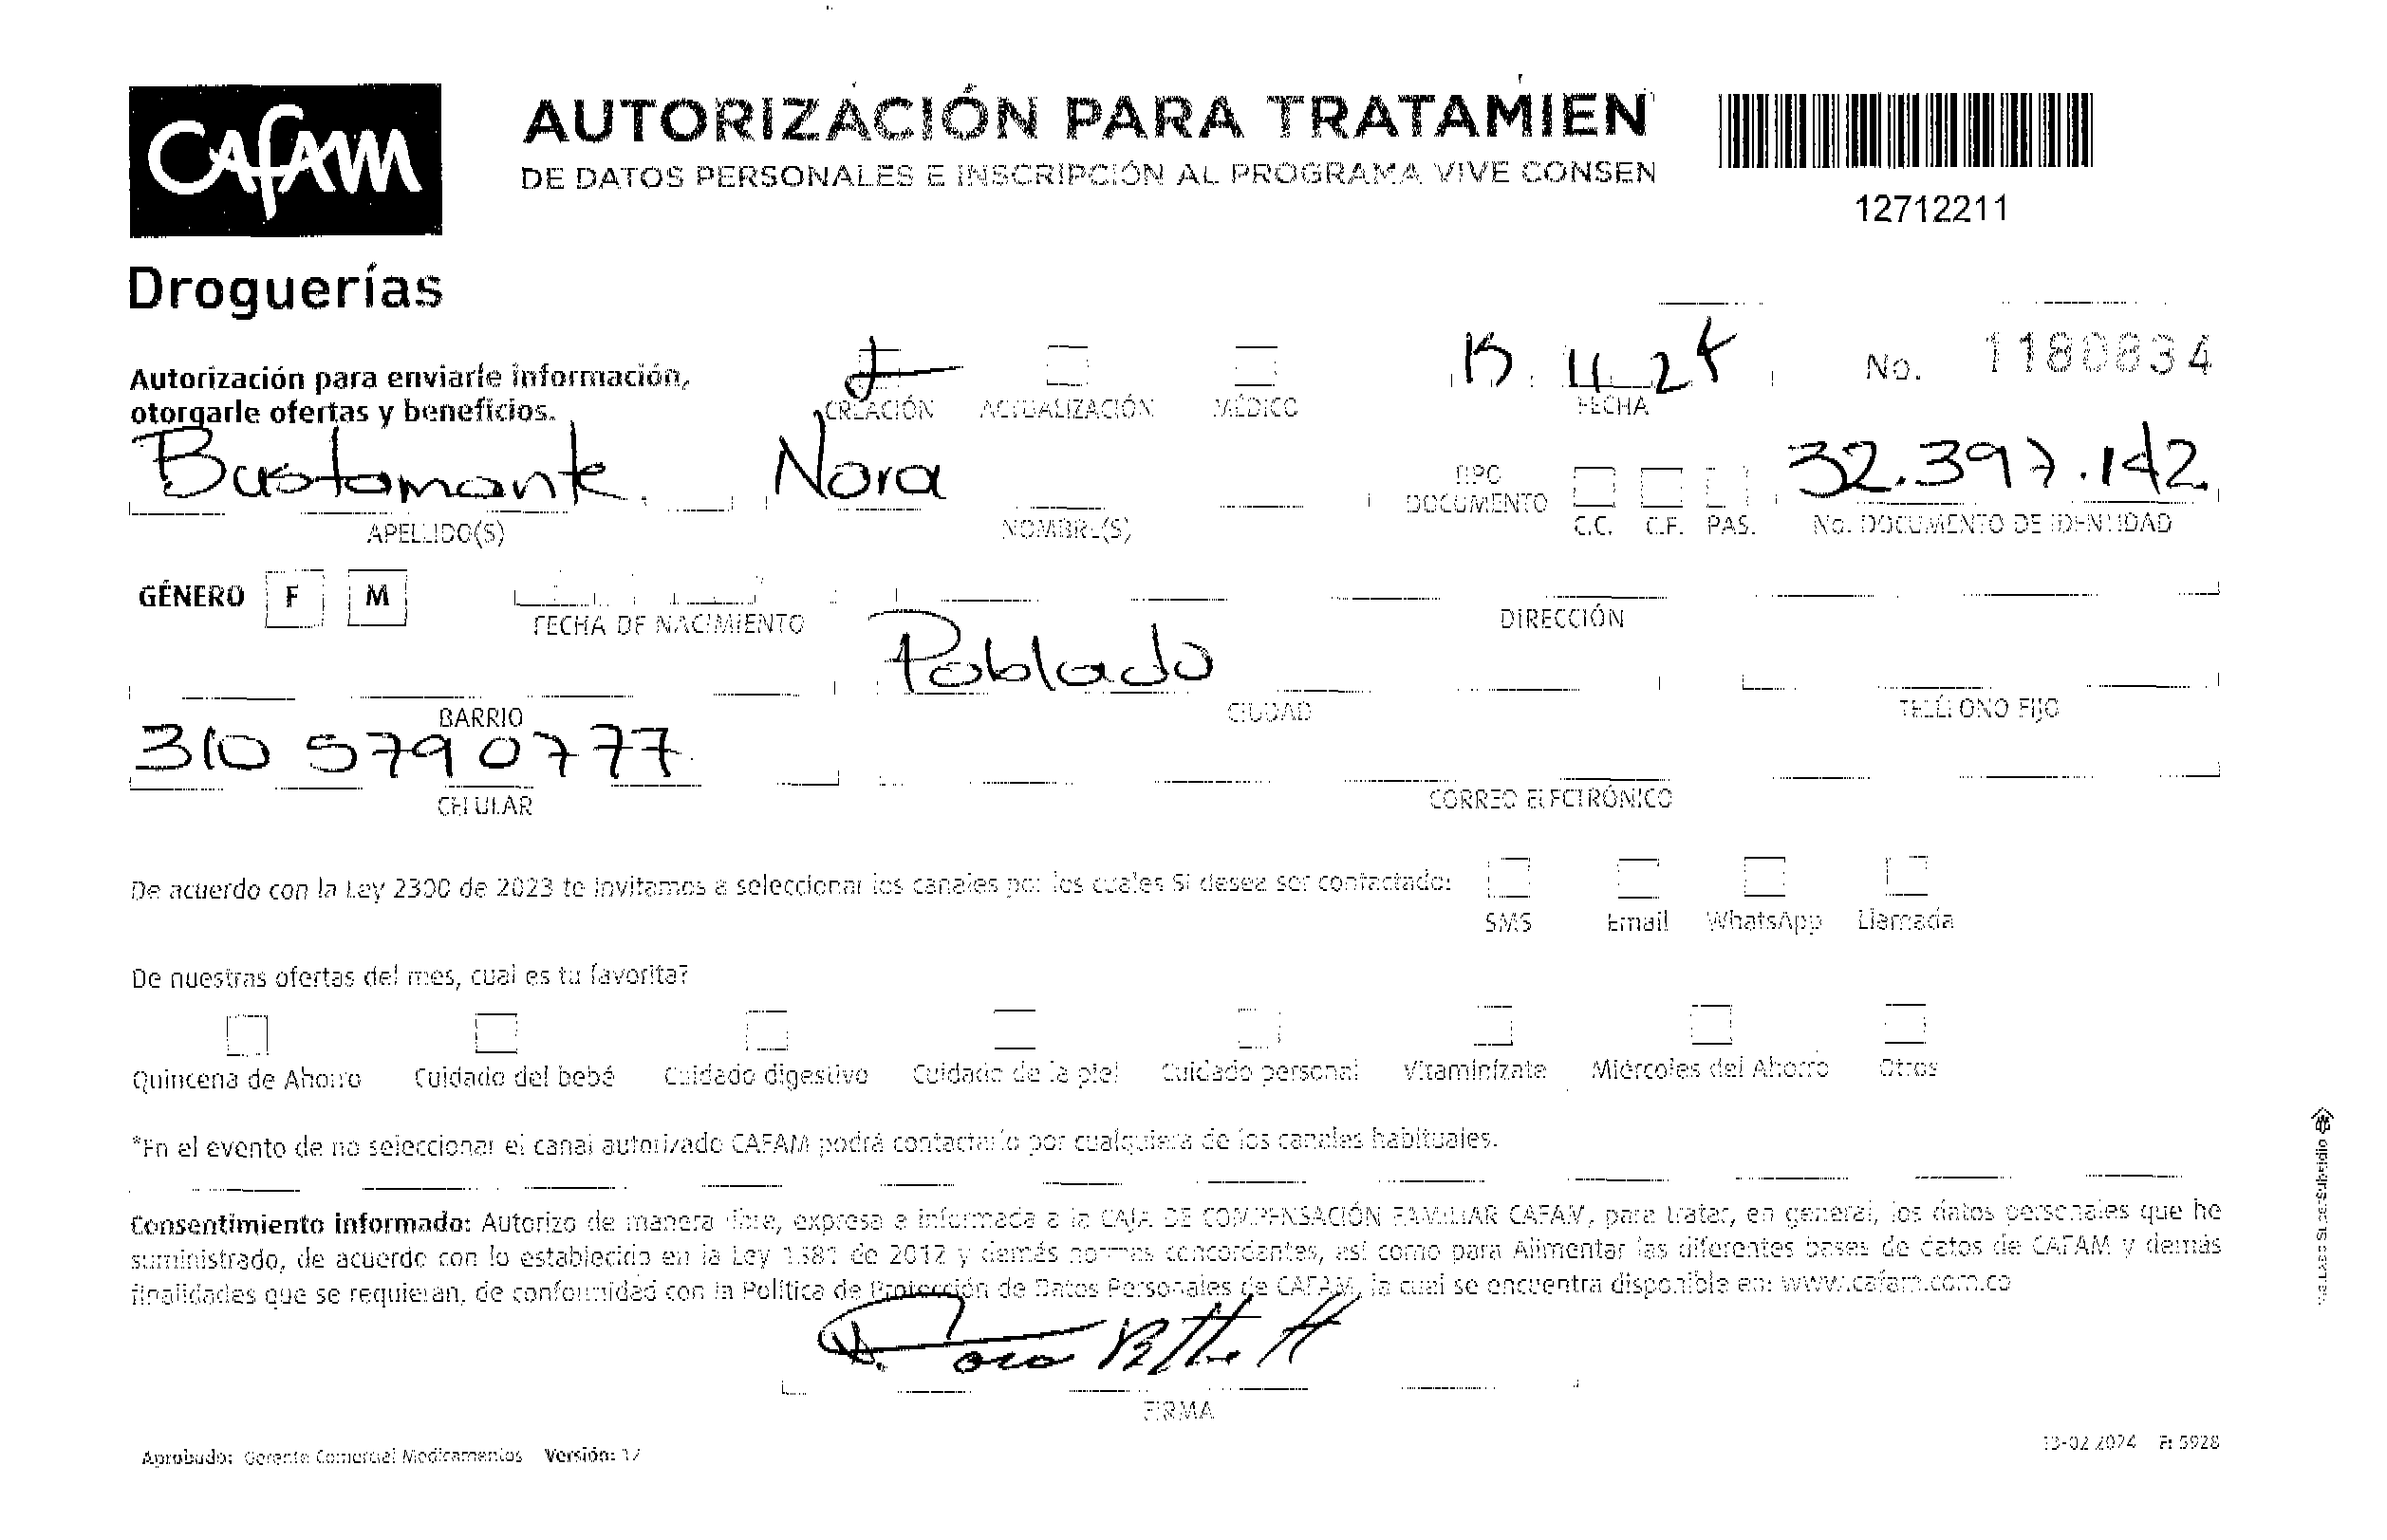 CAFAM
Droguerías
AUTORIZACIÓN PARA TRATAMIEN
DE DATOS PERSONALES E INSCRIPCIÓN AL PROGRAMA VIVE CONSEN
12712211
Autorización para enviarle información,
otorgarle ofertas y beneficios.
CREACIÓN ACTUALIZACIÓN MÉDICO
FECHA
No. 1180834
Bustamante. Nora
32.397.142
APELLIDO(S) NOMBRE(S)
TIPO
DOCUMENTO
C.C. C.E. PAS. No. DOCUMENTO DE IDENTIDAD
GÉNERO F M
FECHA DE NACIMIENTO DIRECCIÓN
Poblado
BARRIO CIUDAD TELÉFONO FIJO
310 5790777
CELULAR CORREO ELECTRÓNICO
De acuerdo con la Ley 2300 de 2023 te invitamos a seleccionar los canales por los cuales SI desea ser contactado:
SMS Email WhatsApp Llamada
De nuestras ofertas del mes, cual es tu favorita?
Quincena de Ahorro Cuidado del bebé Cuidado digestivo Cuidado de la piel Cuidado personal Vitamínízate Miércoles del Ahorro Otros
*En el evento de no seleccionar el canal autorizado CAFAM podrá contactarlo por cualquiera de los canales habituales.
Consentimiento informado: Autorizo de manera libre, expresa e informada a la CAJA DE COMPENSACIÓN FAMILIAR CAFAM, para tratar, en general, los datos personales que he
suministrado, de acuerdo con lo establecido en la Ley 1581 de 2012 y demás normas concordantes, así como para Alimentar las diferentes bases de datos de CAFAM y demás
finalidades que se requieran, de conformidad con la Política de Protección de Datos Personales de CAFAM, la cual se encuentra disponible en: www.cafam.com.co
FIRMA
Aprobado: Gerente Comercial Medicamentos Versión: 12
13-02-2024 F: 5928